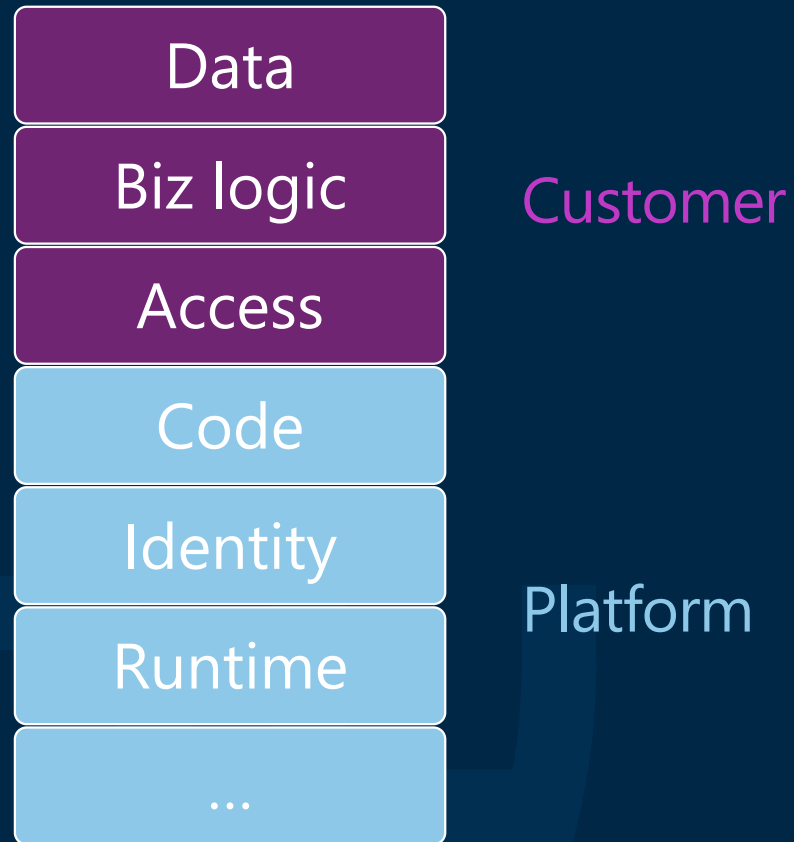 Data
Biz logic
Customer
Access
Code
Identity
Platform
Runtime
...